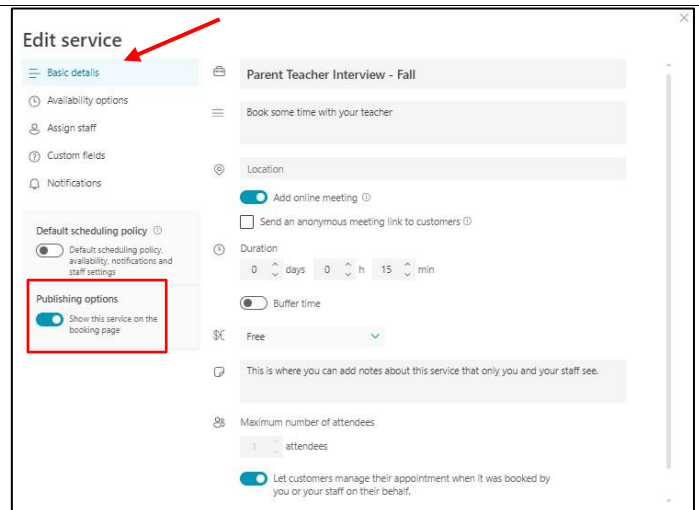 Edit service
Basic details
Availability options
Assign staff
Custom fields
Notifications
Default scheduling policy
Default scheduling policy,
availability, notifications and
staff settings
Publishing options
Show this service on the
booking page
Parent Teacher Interview - Fall
Book some time with your teacher
Location
Add online meeting
Send an anonymous meeting link to customers
Duration
0 days 0 h 15 min
Buffer time
$€ Free
This is where you can add notes about this service that only you and your staff see.
Maximum number of attendees
1 attendees
Let customers manage their appointment when it was booked by
you or your staff on their behalf.